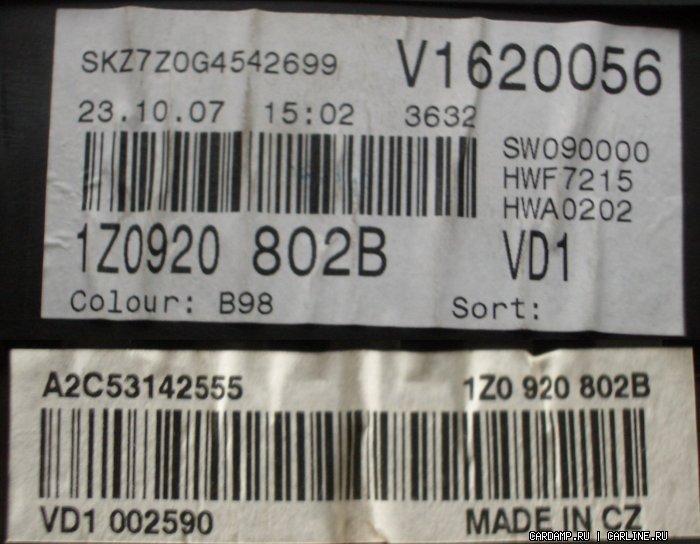 SKZ7Z0G4542699 V1620056
23.10.07 15:02 3632
SW090000
HWF7215
HWA0202
1Z0920 802B VD1
Colour: B98 Sort:
A2C53142555 1Z0 920 802B
VD1 002590 MADE IN CZ
CARDAMP.RU | CARLINE.RU